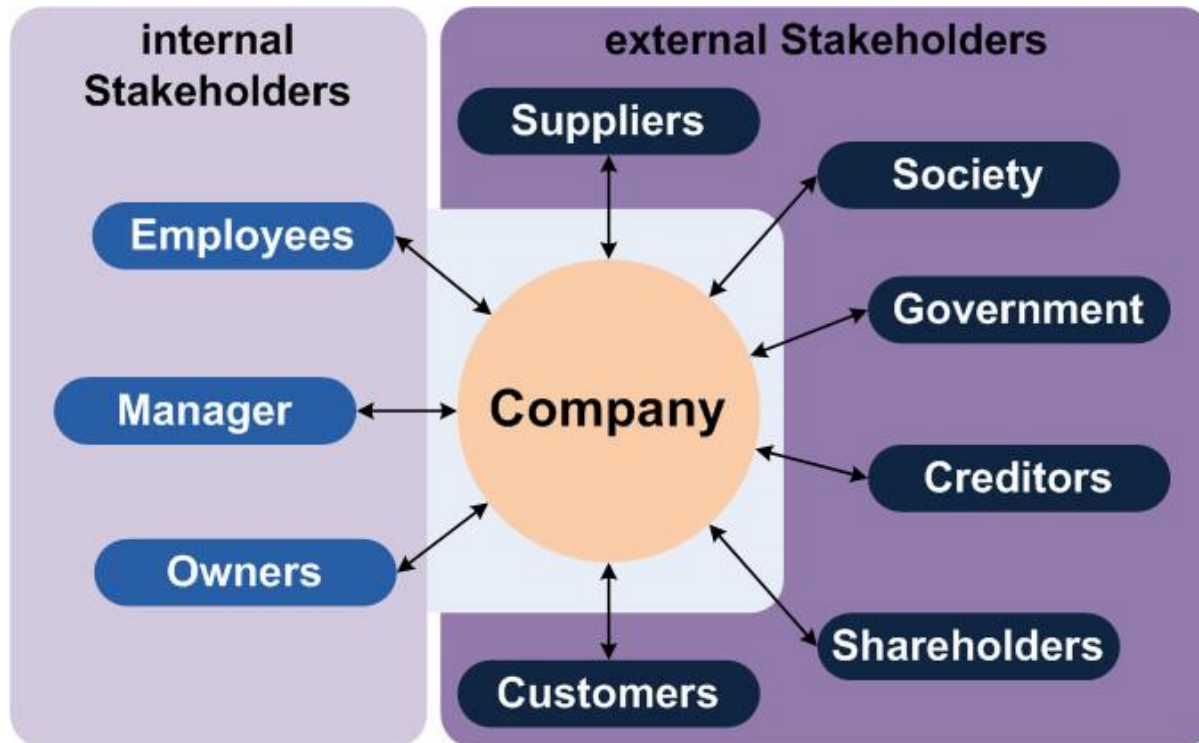 internal
Stakeholders
external Stakeholders
Suppliers
Society
Employees
Government
Manager
Company
Creditors
Owners
Shareholders
Customers